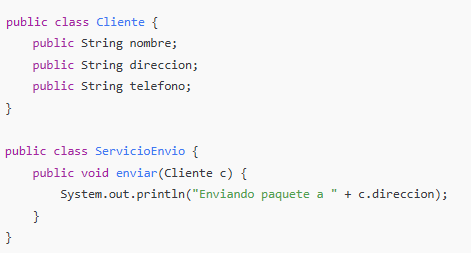 public class Cliente {
    public String nombre;
    public String direccion;
    public String telefono;
}

public class ServicioEnvio {
    public void enviar(Cliente c) {
        System.out.println("Enviando paquete a " + c.direccion);
    }
}